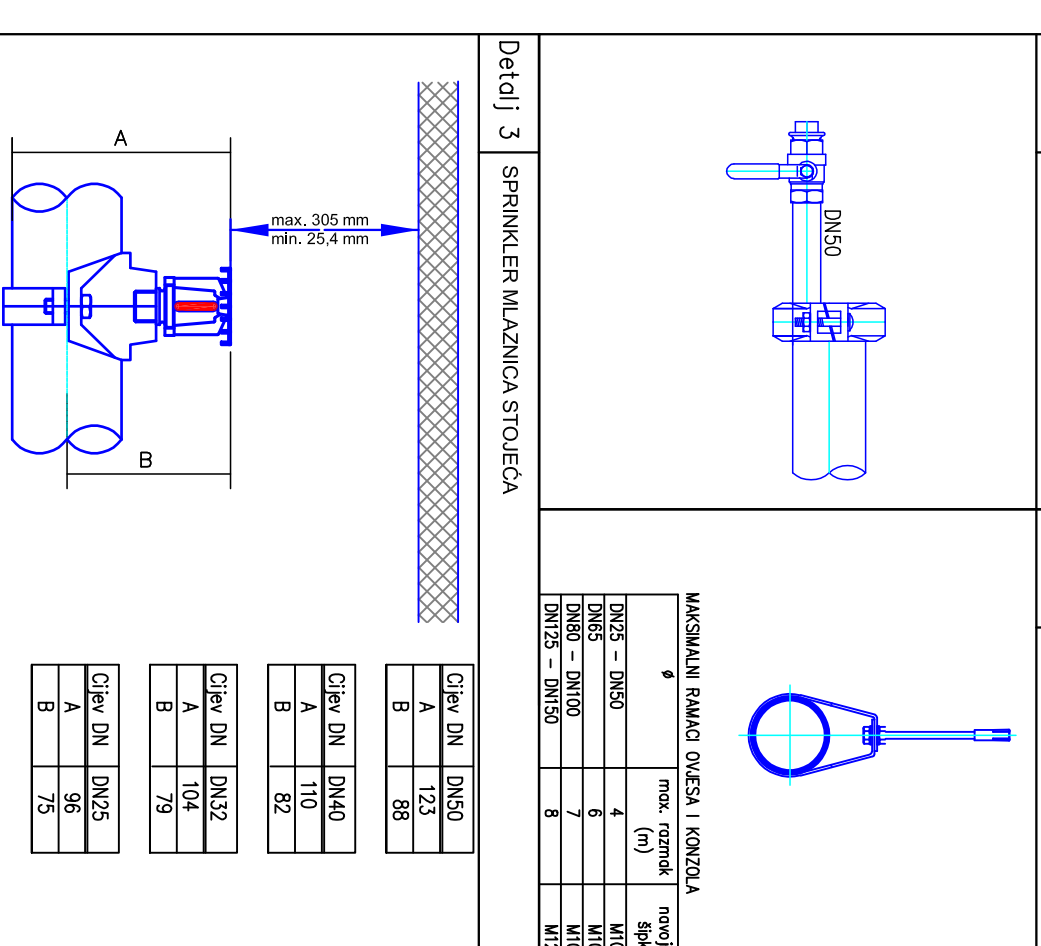 DN50
MAKSIMALNI RAMACI OVJESA I KONZOLA
ø max. razmak (m) navoj
DN25 – DN50 4
DN65 6
DN80 – DN100 7
DN125 – DN150 8
Detalj 3 SPRINKLER MLAZNICA STOJEĆA
A
B
max. 305 mm
min. 25,4 mm
Cijev DN DN50
A 123
B 88
Cijev DN DN40
A 110
B 82
Cijev DN DN32
A 104
B 79
Cijev DN DN25
A 96
B 75